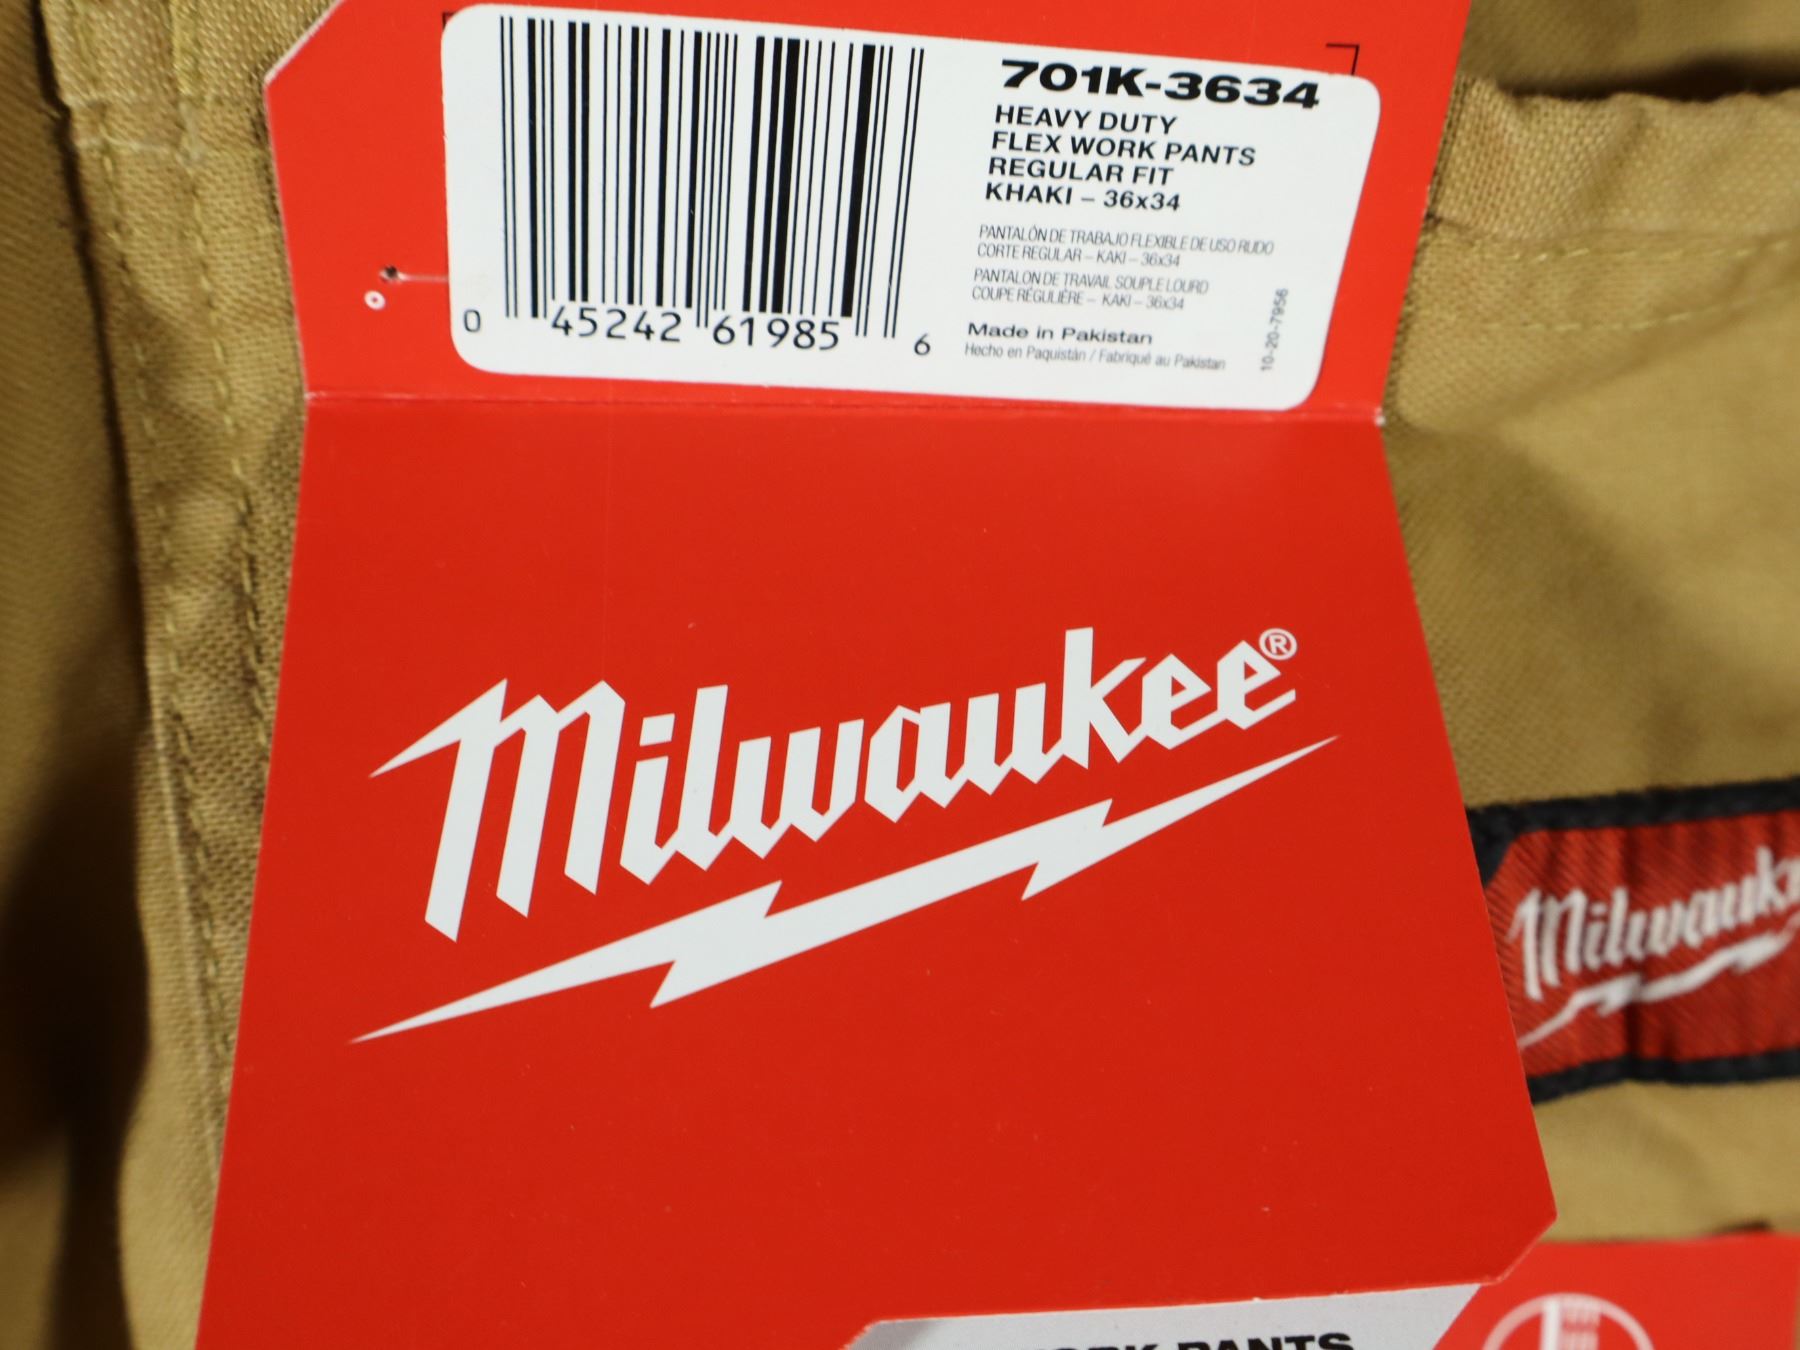 701K-3634
HEAVY DUTY
FLEX WORK PANTS
REGULAR FIT
KHAKI – 36x34
PANTALÓN DE TRABAJO FLEXIBLE DE USO RUDO
CORTE REGULAR – KAKI – 36x34
PANTALON DE TRAVAIL SOUPLE LOURD
COUPE RÉGULIÈRE – KAKI – 36x34
Made in Pakistan
Hecho en Paquistán / Fabriqué au Pakistan
10-20-7956
0 45242 61985 6
Milwaukee®
Milwaukee
PANTS